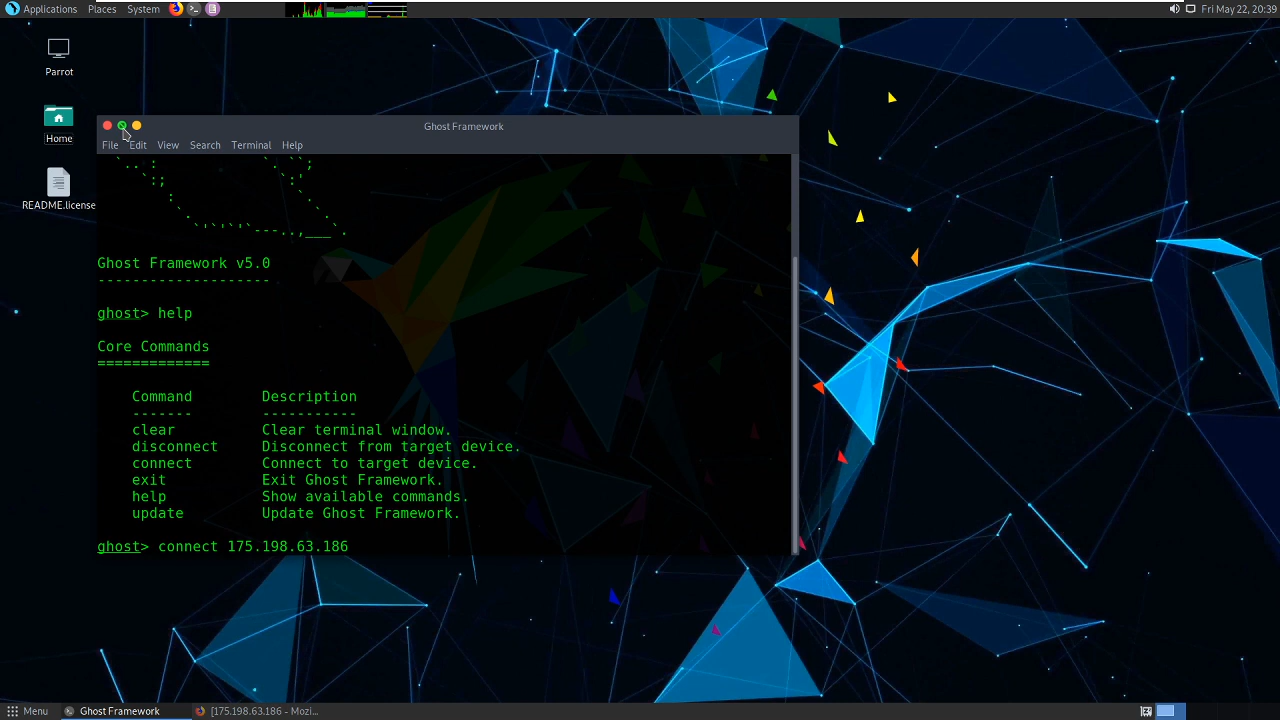 Applications Places System
Fri May 22, 20:39
Parrot
Home
README.license
Ghost Framework
File Edit View Search Terminal Help
Ghost Framework v5.0
--------------------
ghost> help
Core Commands
=============
Command Description
------- -----------
clear Clear terminal window.
disconnect Disconnect from target device.
connect Connect to target device.
exit Exit Ghost Framework.
help Show available commands.
update Update Ghost Framework.
ghost> connect 175.198.63.186
Menu Ghost Framework [175.198.63.186 - Mozi...